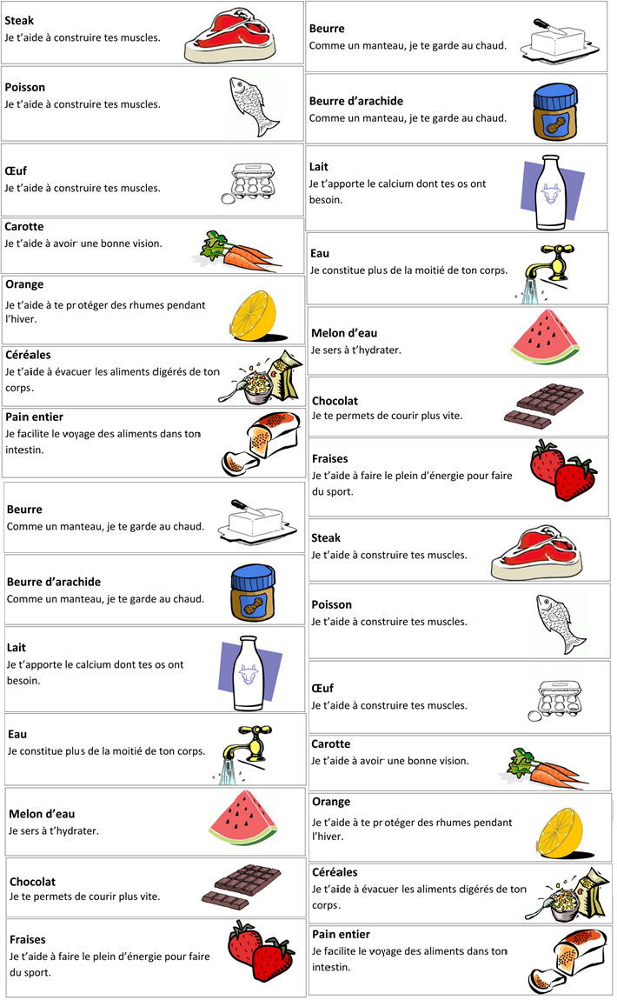 Steak
Je t’aide à construire tes muscles.
Poisson
Je t’aide à construire tes muscles.
Œuf
Je t’aide à construire tes muscles.
Carotte
Je t’aide à avoir une bonne vision.
Orange
Je t’aide à te protéger des rhumes pendant
l’hiver.
Céréales
Je t’aide à évacuer les aliments digérés de ton
corps.
Pain entier
Je facilite le voyage des aliments dans ton
intestin.
Beurre
Comme un manteau, je te garde au chaud.
Beurre d’arachide
Comme un manteau, je te garde au chaud.
Lait
Je t’apporte le calcium dont tes os ont
besoin.
Eau
Je constitue plus de la moitié de ton corps.
Melon d’eau
Je sers à t’hydrater.
Chocolat
Je te permets de courir plus vite.
Fraises
Je t’aide à faire le plein d’énergie pour faire
du sport.
Beurre
Comme un manteau, je te garde au chaud.
Beurre d’arachide
Comme un manteau, je te garde au chaud.
Lait
Je t’apporte le calcium dont tes os ont
besoin.
Eau
Je constitue plus de la moitié de ton corps.
Melon d’eau
Je sers à t’hydrater.
Chocolat
Je te permets de courir plus vite.
Fraises
Je t’aide à faire le plein d’énergie pour faire
du sport.
Steak
Je t’aide à construire tes muscles.
Poisson
Je t’aide à construire tes muscles.
Œuf
Je t’aide à construire tes muscles.
Carotte
Je t’aide à avoir une bonne vision.
Orange
Je t’aide à te protéger des rhumes pendant
l’hiver.
Céréales
Je t’aide à évacuer les aliments digérés de ton
corps.
Pain entier
Je facilite le voyage des aliments dans ton
intestin.